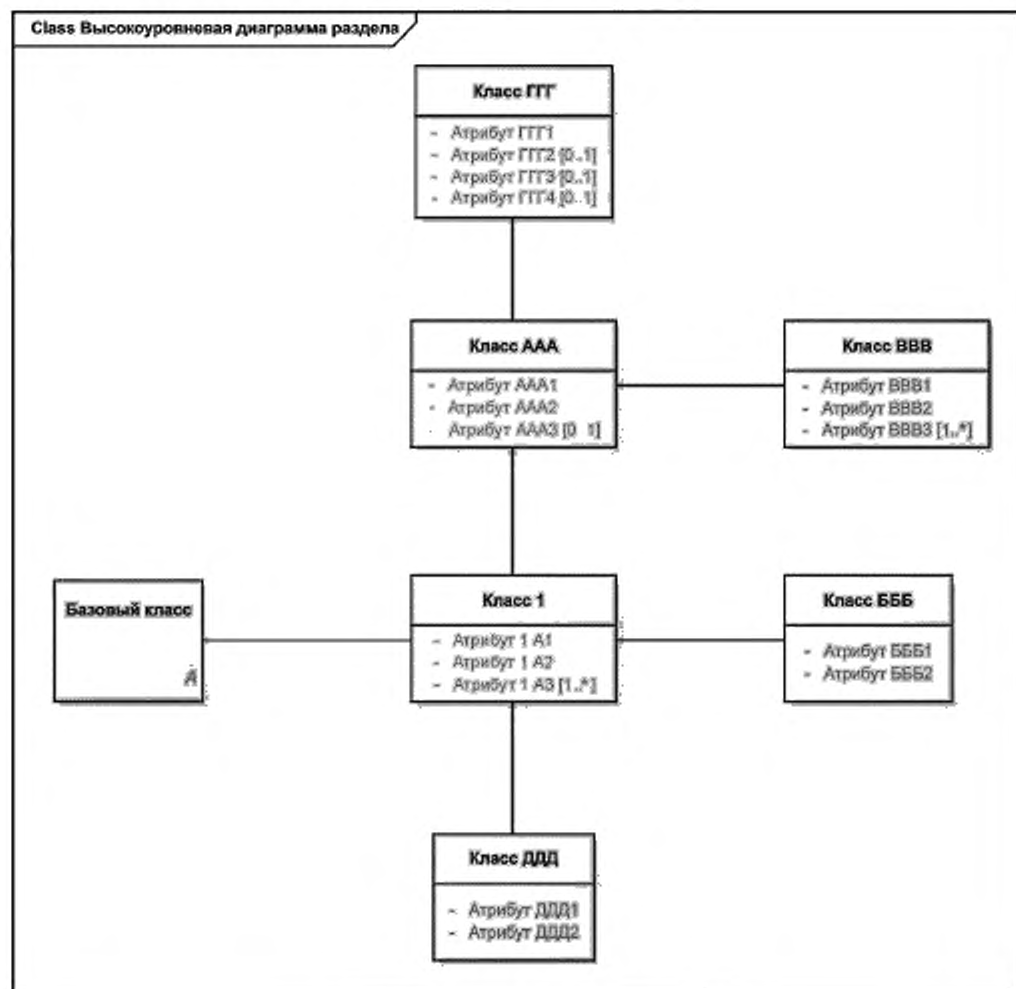 Class Высокоуровневая диаграмма раздела
Класс ГГГ
- Атрибут ГГГ1
- Атрибут ГГГ2 [0..1]
- Атрибут ГГГ3 [0..1]
- Атрибут ГГГ4 [0..1]
Класс ААА
- Атрибут ААА1
- Атрибут ААА2
Атрибут ААА3 [0 1]
Класс ВВВ
- Атрибут ВВВ1
- Атрибут ВВВ2
- Атрибут ВВВ3 [1..*]
Базовый класс
Класс 1
- Атрибут 1 А1
- Атрибут 1 А2
- Атрибут 1 А3 [1..*]
Класс БББ
- Атрибут БББ1
- Атрибут БББ2
Класс ДДД
- Атрибут ДДД1
- Атрибут ДДД2